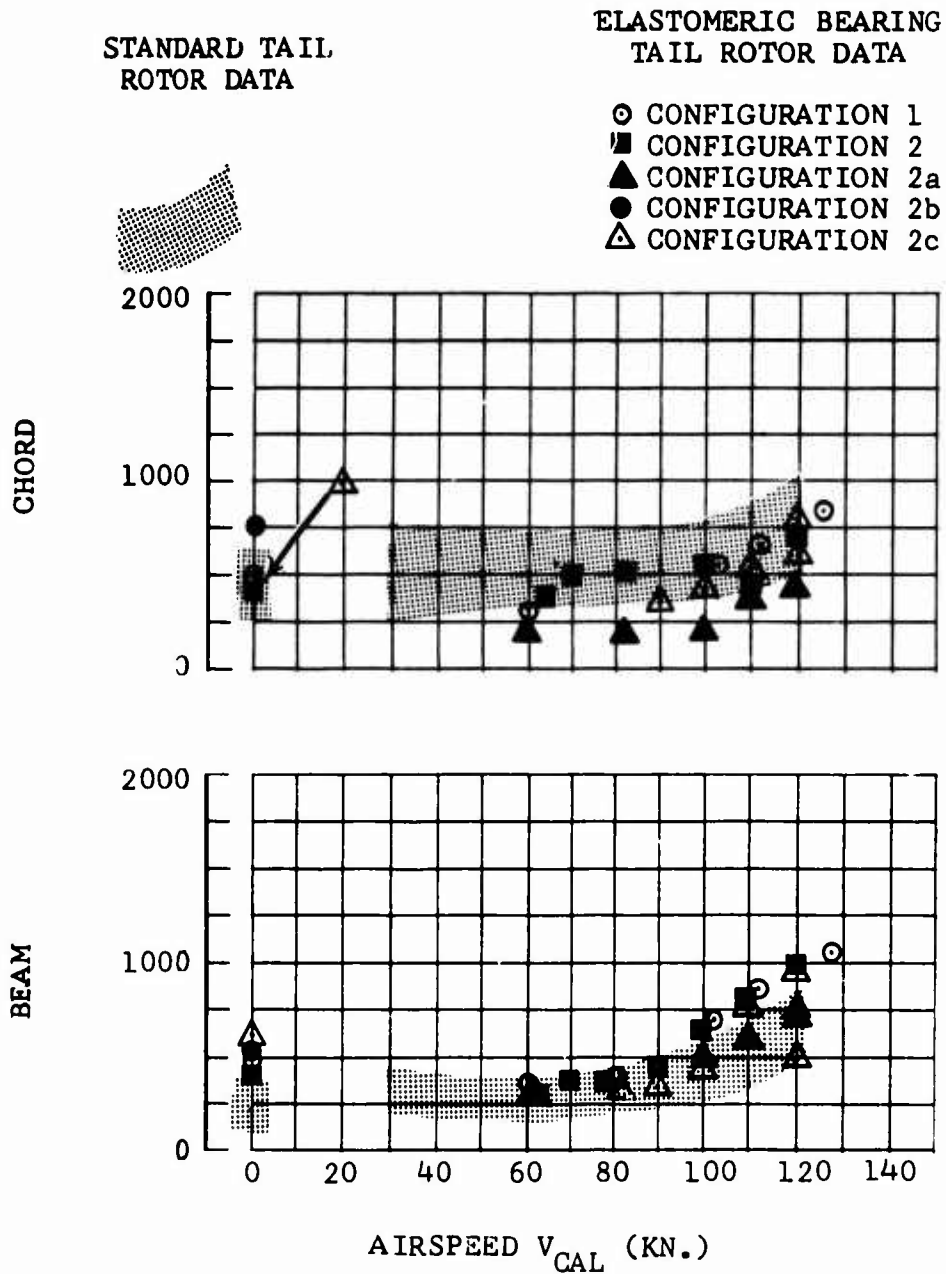 STANDARD TAIL
ROTOR DATA
ELASTOMERIC BEARING
TAIL ROTOR DATA
CONFIGURATION 1
CONFIGURATION 2
CONFIGURATION 2a
CONFIGURATION 2b
CONFIGURATION 2c
CHORD
2000
1000
0
BEAM
2000
1000
0
0 20 40 60 80 100 120 140
AIRSPEED VCAL (KN.)